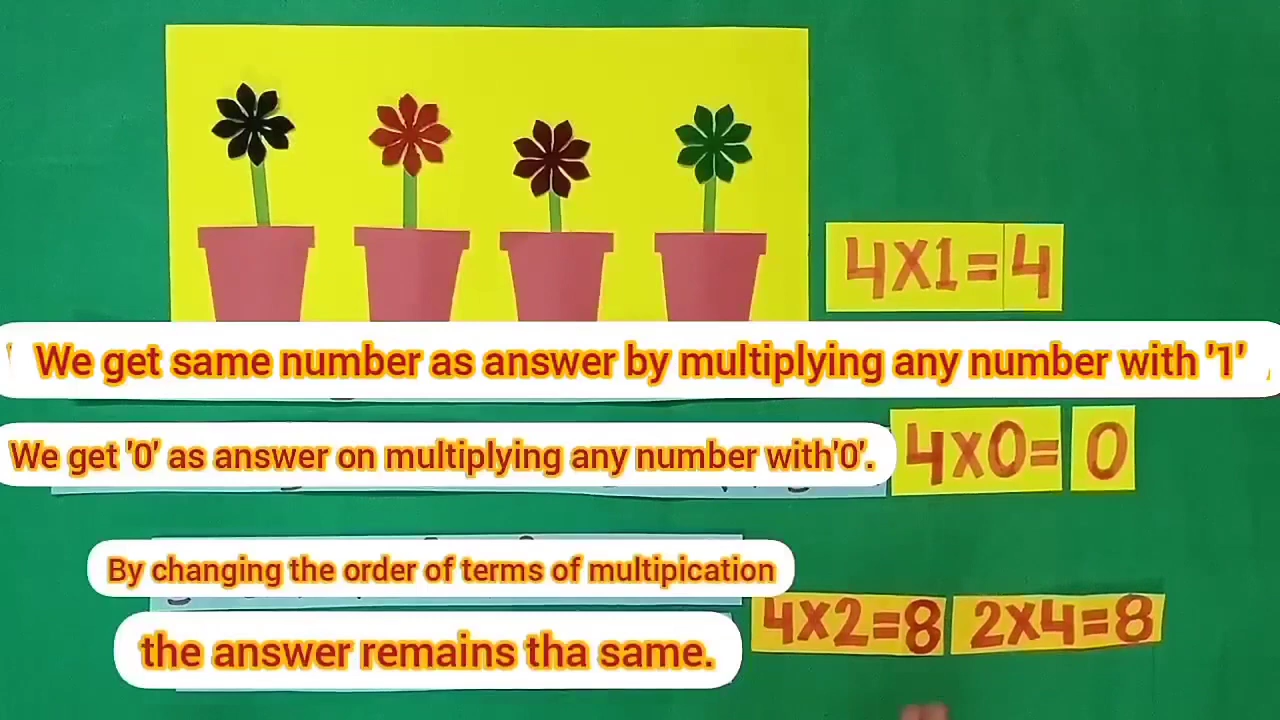 4X1=4
We get same number as answer by multiplying any number with '1'
We get '0' as answer on multiplying any number with'0'.
4X0= 0
By changing the order of terms of multipication
the answer remains tha same.
4X2=8 2X4=8